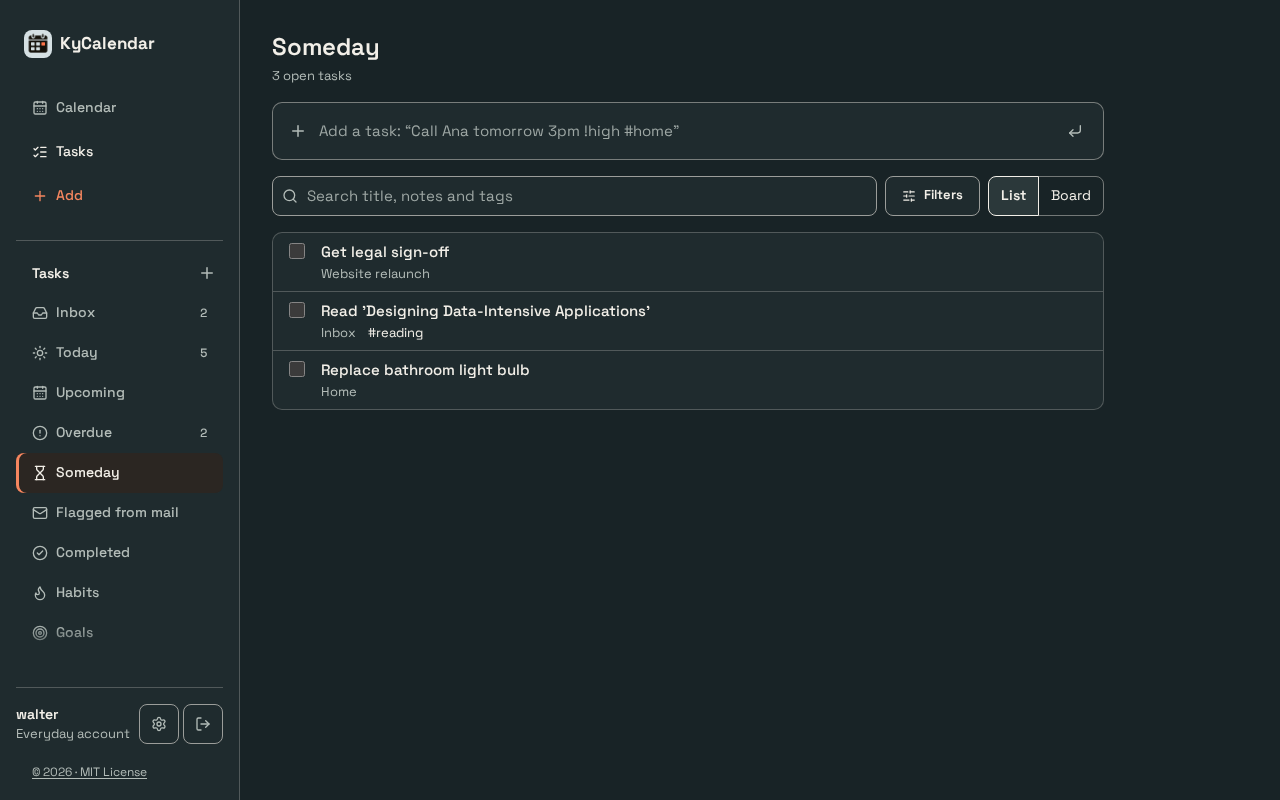 KyCalendar
Calendar
Tasks
Add
Tasks
Inbox 2
Today 5
Upcoming
Overdue 2
Someday
Flagged from mail
Completed
Habits
Goals
walter
Everyday account
© 2026 · MIT License
Someday
3 open tasks
Add a task: “Call Ana tomorrow 3pm !high #home”
Search title, notes and tags
Filters
List
Board
Get legal sign-off
Website relaunch
Read ’Designing Data-Intensive Applications’
Inbox #reading
Replace bathroom light bulb
Home